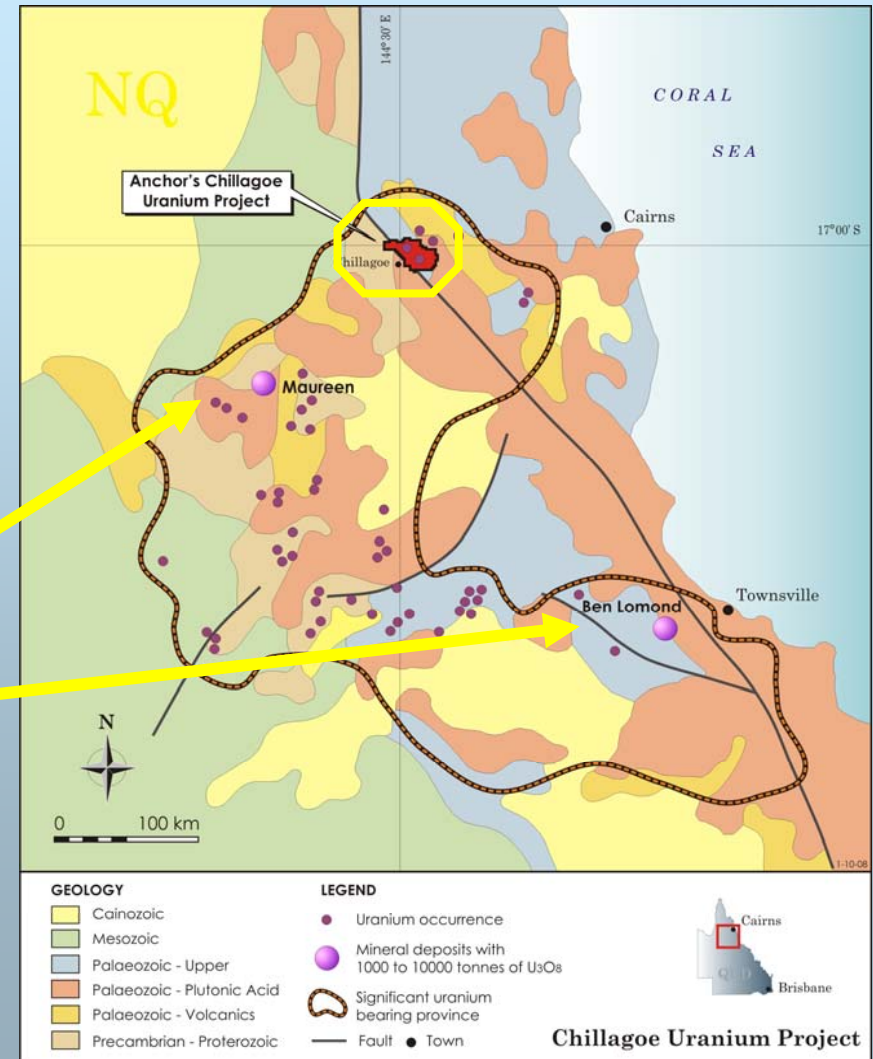 NQ
144° 30' E
CORAL
SEA
Anchor's Chillagoe
Uranium Project
Cairns
17°00' S
hillagoe
Maureen
Ben Lomond
Townsville
N
0 100 km
1-10-08
GEOLOGY
Cainozoic
Mesozoic
Palaeozoic - Upper
Palaeozoic - Plutonic Acid
Palaeozoic - Volcanics
Precambrian - Proterozoic
LEGEND
Uranium occurrence
Mineral deposits with
1000 to 10000 tonnes of U3O8
Significant uranium
bearing province
Fault Town
Cairns
QLD
Brisbane
Chillagoe Uranium Project